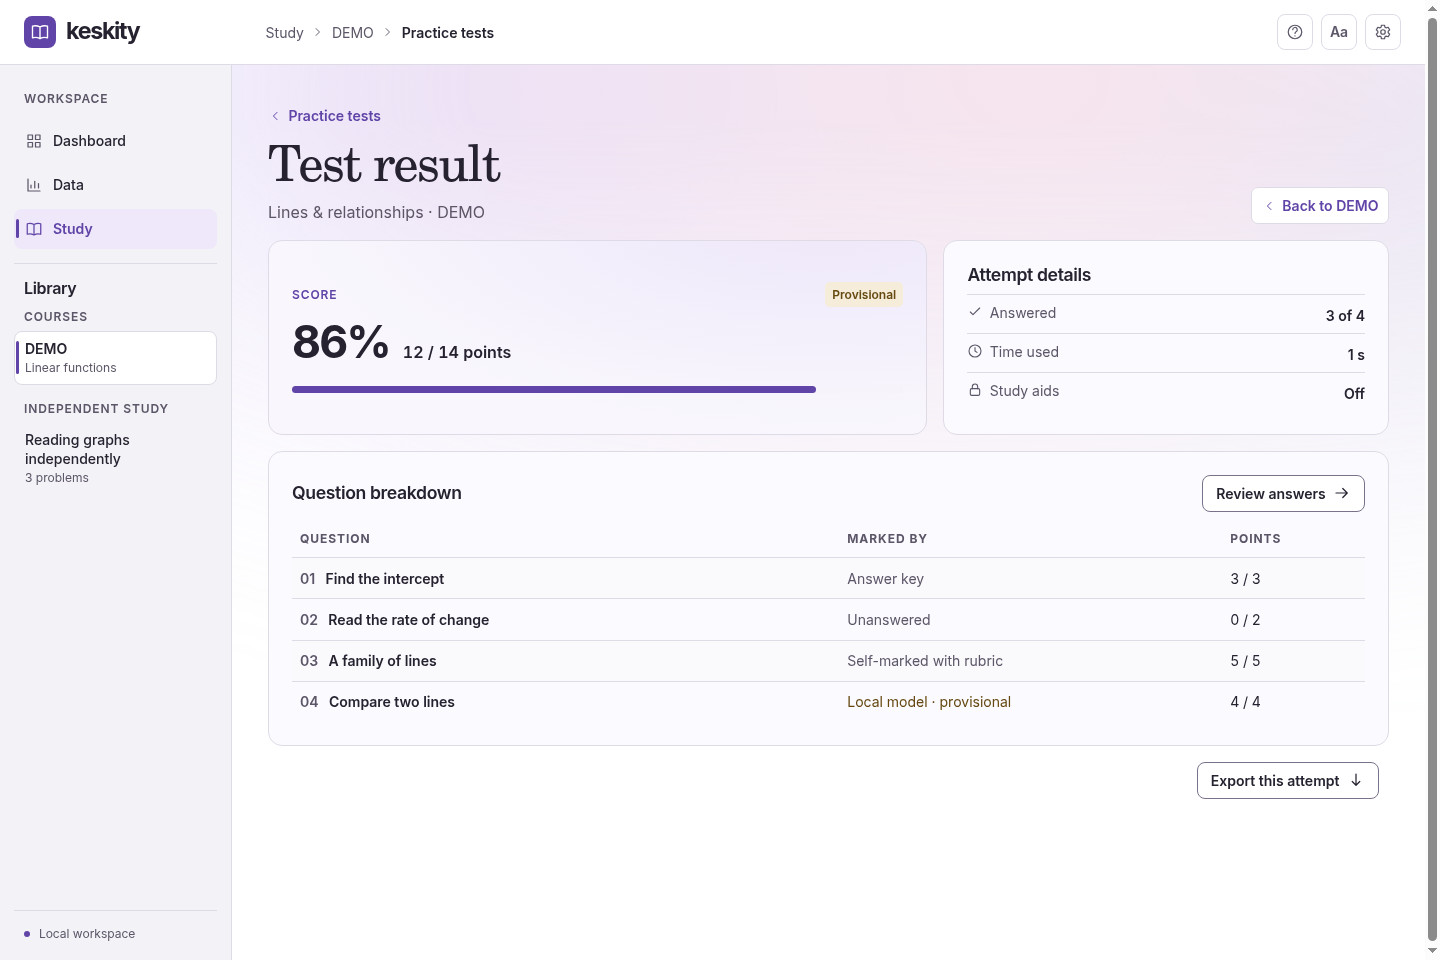 keskity
Study
DEMO
Practice tests
Aa
WORKSPACE
Dashboard
Data
Study
Library
COURSES
DEMO
Linear functions
INDEPENDENT STUDY
Reading graphs
independently
3 problems
Local workspace
Practice tests
Test result
Lines & relationships · DEMO
Back to DEMO
SCORE
Provisional
86% 12 / 14 points
Attempt details
Answered 3 of 4
Time used 1 s
Study aids Off
Question breakdown
Review answers
QUESTION MARKED BY POINTS
01 Find the intercept Answer key 3 / 3
02 Read the rate of change Unanswered 0 / 2
03 A family of lines Self-marked with rubric 5 / 5
04 Compare two lines Local model · provisional 4 / 4
Export this attempt